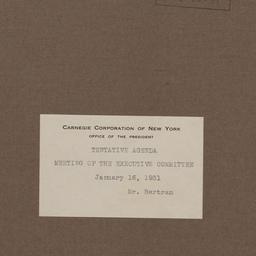 CARNEGIE CORPORATION OF NEW YORK
OFFICE OF THE PRESIDENT
TENTATIVE AGENDA
MEETING OF THE EXECUTIVE COMMITTEE
January 16, 1931
Mr. Bertram